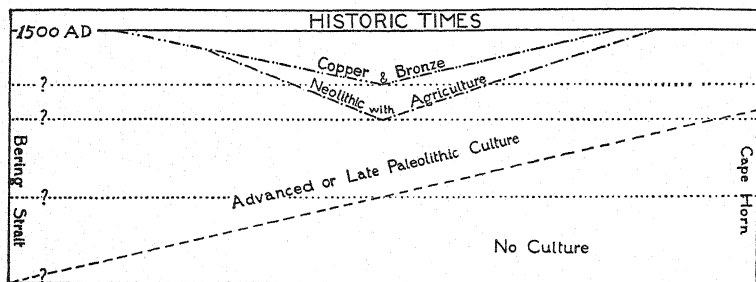 HISTORIC TIMES
1500 AD
Copper & Bronze
?
Neolithic with Agriculture
?
Bering Strait
Cape Horn
Advanced or Late Paleolithic Culture
?
No Culture
?